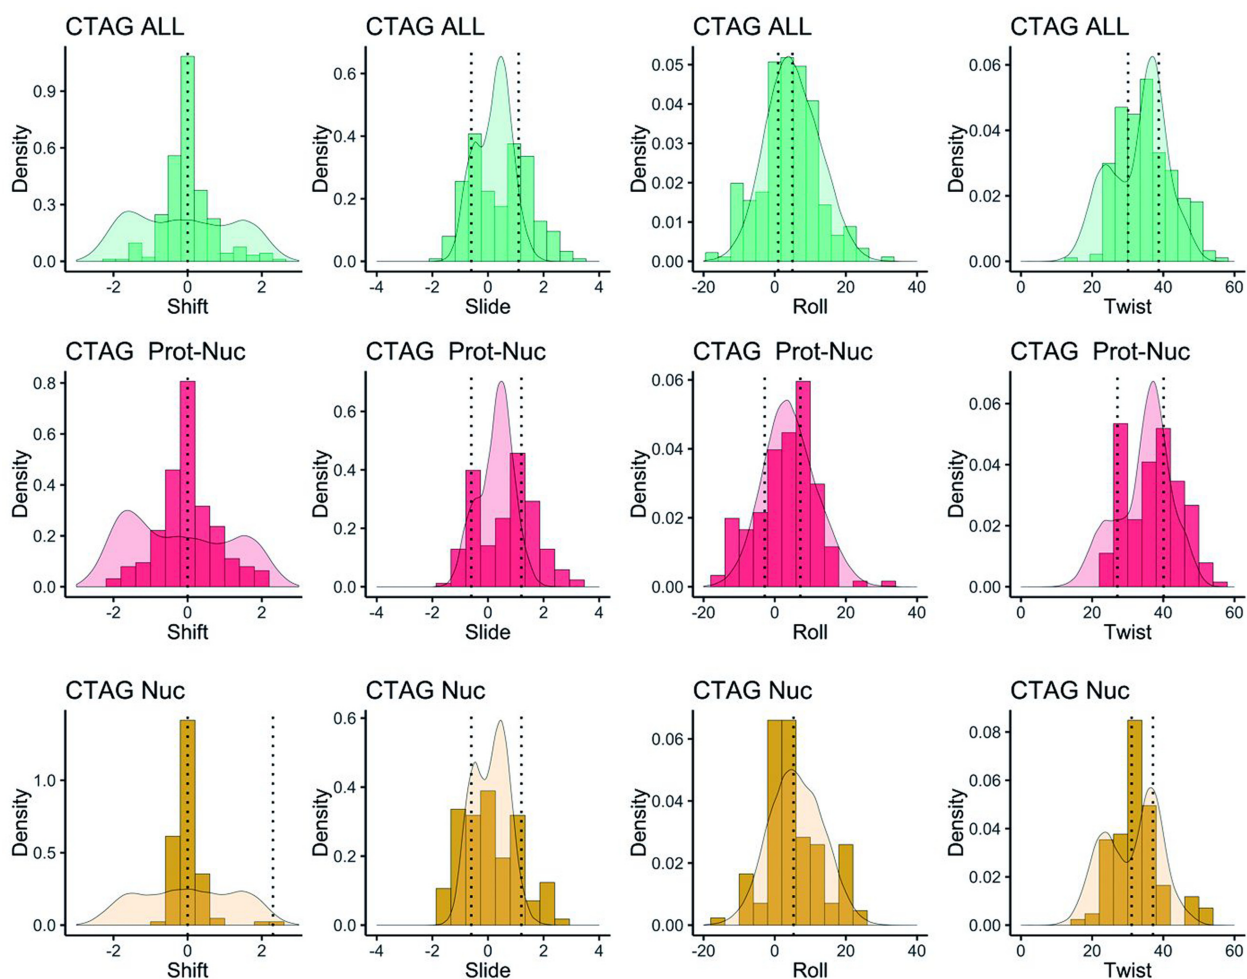 CTAG ALL CTAG ALL CTAG ALL CTAG ALL
Density 0.9 0.6 0.3 0.0 -2 0 2 Shift
Density 0.6 0.4 0.2 0.0 -4 -2 0 2 4 Slide
Density 0.05 0.04 0.03 0.02 0.01 0.00 -20 0 20 40 Roll
Density 0.06 0.04 0.02 0.00 0 20 40 60 Twist
CTAG Prot-Nuc CTAG Prot-Nuc CTAG Prot-Nuc CTAG Prot-Nuc
Density 0.8 0.6 0.4 0.2 0.0 -2 0 2 Shift
Density 0.6 0.4 0.2 0.0 -4 -2 0 2 4 Slide
Density 0.06 0.04 0.02 0.00 -20 0 20 40 Roll
Density 0.06 0.04 0.02 0.00 0 20 40 60 Twist
CTAG Nuc CTAG Nuc CTAG Nuc CTAG Nuc
Density 1.0 0.5 0.0 -2 0 2 Shift
Density 0.6 0.4 0.2 0.0 -4 -2 0 2 4 Slide
Density 0.06 0.04 0.02 0.00 -20 0 20 40 Roll
Density 0.08 0.06 0.04 0.02 0.00 0 20 40 60 Twist